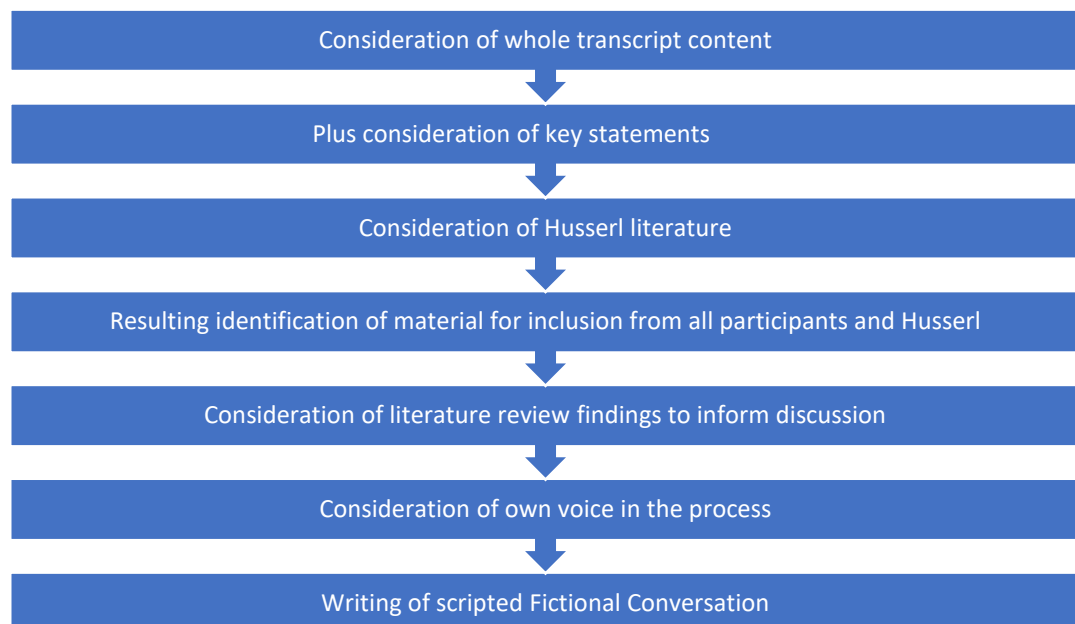 Consideration of whole transcript content
Plus consideration of key statements
Consideration of Husserl literature
Resulting identification of material for inclusion from all participants and Husserl
Consideration of literature review findings to inform discussion
Consideration of own voice in the process
Writing of scripted Fictional Conversation